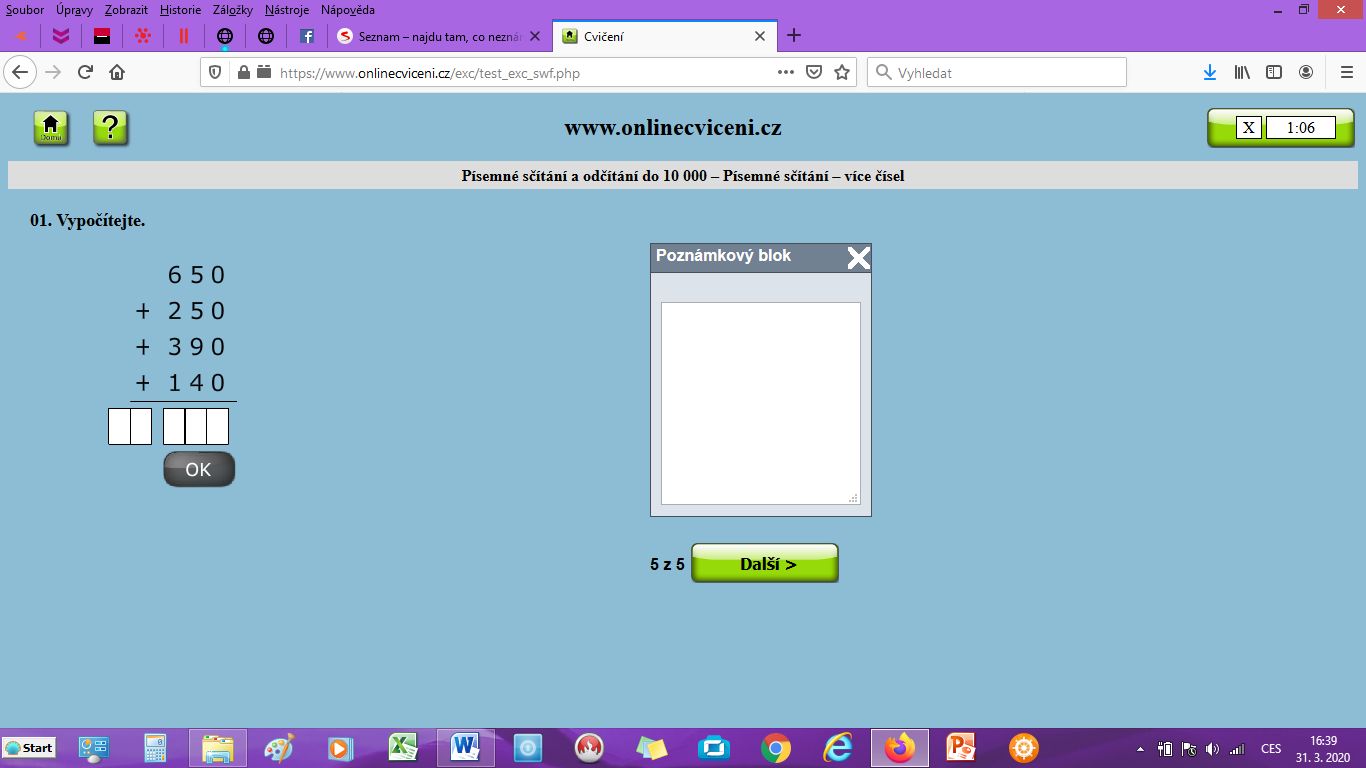 Soubor Úpravy Zobrazit Historie Záložky Nástroje Nápověda
Seznam – najdu tam, co neznám
Cvičení
https://www.onlinecviceni.cz/exc/test_exc_swf.php
Vyhledat
Domů
?
www.onlinecviceni.cz
X 1:06
Písemné sčítání a odčítání do 10 000 – Písemné sčítání – více čísel
01. Vypočítejte.
650
+ 250
+ 390
+ 140
OK
Poznámkový blok
5 z 5
Další >
Start
CES
16:39
31. 3. 2020